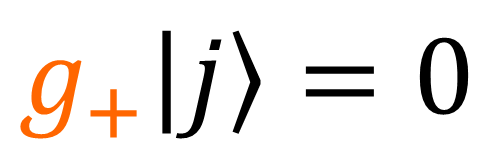 g₊|j⟩ = 0